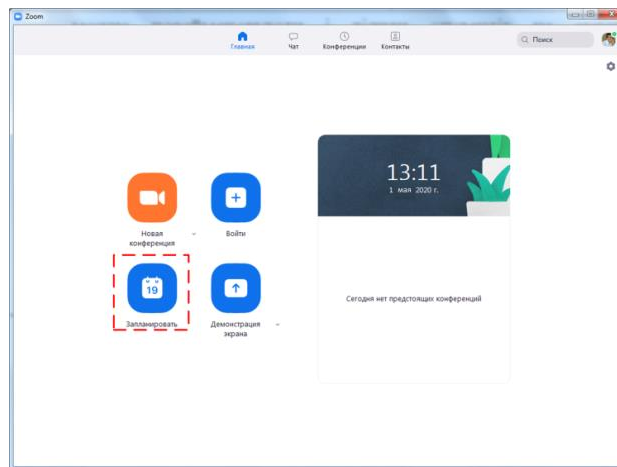 Zoom
Главная
Чат
Конференции
Контакты
Поиск
13:11
1 мая 2020 г.
Новая
конференция
Войти
19
Запланировать
Демонстрация
экрана
Сегодня нет предстоящих конференций